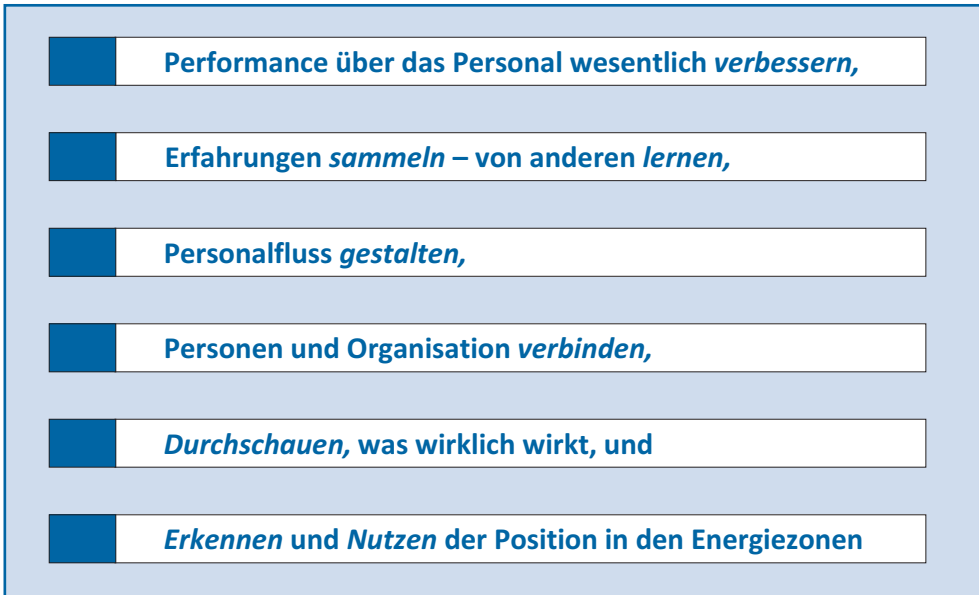 Performance über das Personal wesentlich verbessern,
Erfahrungen sammeln – von anderen lernen,
Personalfluss gestalten,
Personen und Organisation verbinden,
Durchschauen, was wirklich wirkt, und
Erkennen und Nutzen der Position in den Energiezonen